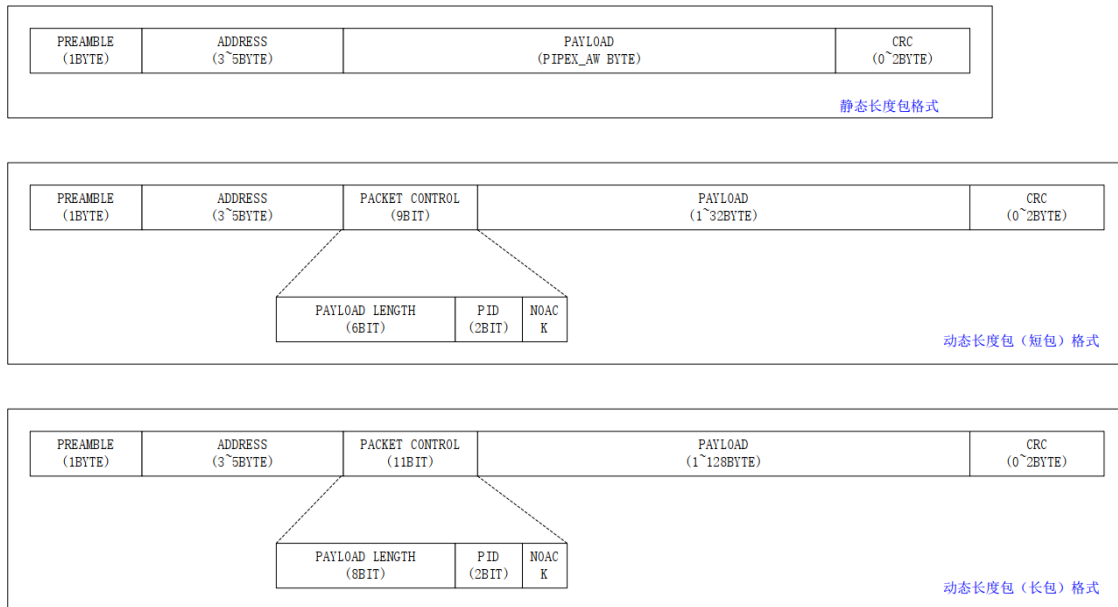 PREAMBLE ADDRESS PAYLOAD CRC
(1BYTE) (3~5BYTE) (PIPEX_AW BYTE) (0~2BYTE)
静态长度包格式
PREAMBLE ADDRESS PACKET CONTROL PAYLOAD CRC
(1BYTE) (3~5BYTE) (9BIT) (1~32BYTE) (0~2BYTE)
PAYLOAD LENGTH PID NOAC
(6BIT) (2BIT) K
动态长度包（短包）格式
PREAMBLE ADDRESS PACKET CONTROL PAYLOAD CRC
(1BYTE) (3~5BYTE) (11BIT) (1~128BYTE) (0~2BYTE)
PAYLOAD LENGTH PID NOAC
(8BIT) (2BIT) K
动态长度包（长包）格式